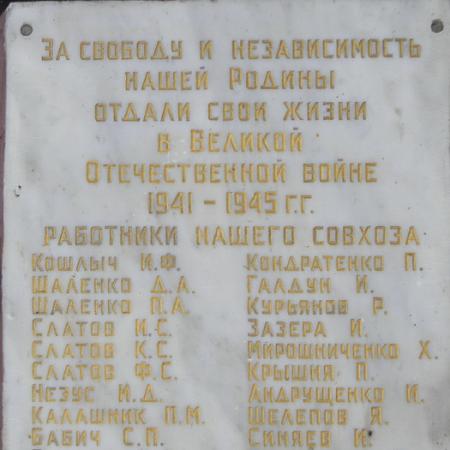 За свободу и независимость
нашей Родины
отдали свои жизни
в Великой
Отечественной войне
1941 - 1945 г.г.
работники нашего совхоза
Кошлыч И.Ф.
Шаленко Д.А.
Шаленко П.А.
Слатов И.С.
Слатов К.С.
Слатов Ф.С.
Незус И.Д.
Калашник П.М.
Бабич С.П.
Кондратенко П.
Галдун И.
Курьянов Р.
Зазера И.
Мирошниченко Х.
Крышня П.
Андрущенко И.
Шелепов Я.
Синяев И.